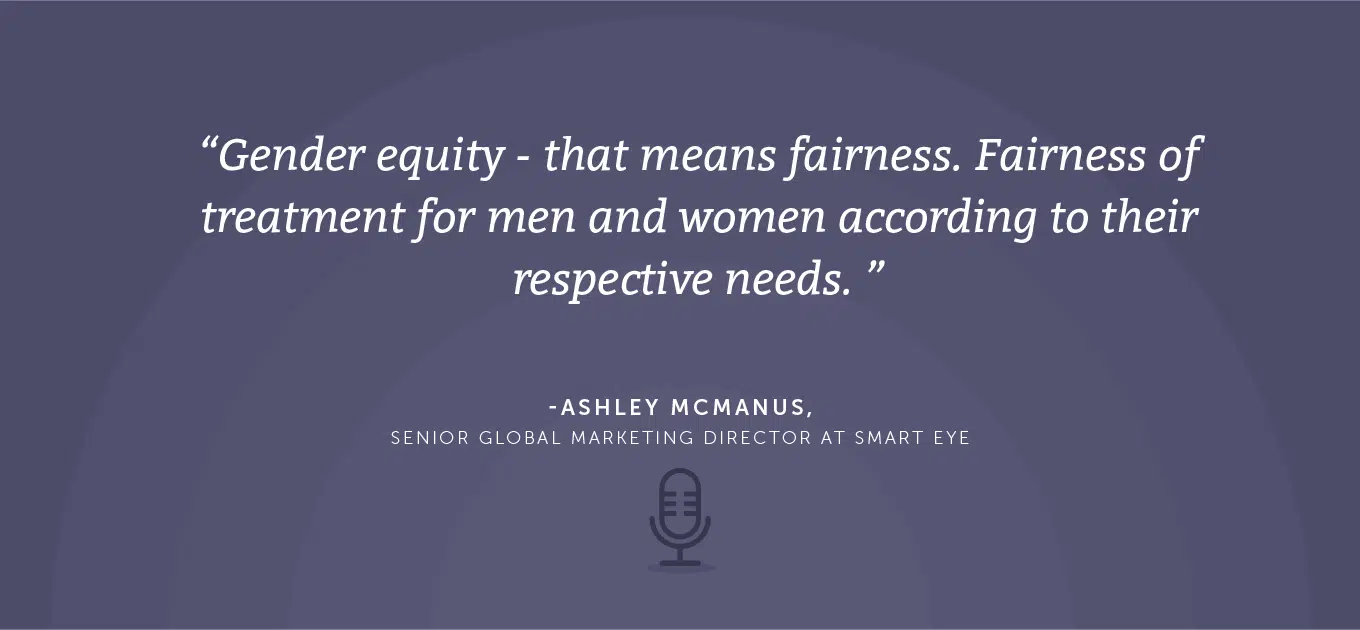 “Gender equity - that means fairness. Fairness of
treatment for men and women according to their
respective needs. ”
-ASHLEY MCMANUS,
SENIOR GLOBAL MARKETING DIRECTOR AT SMART EYE